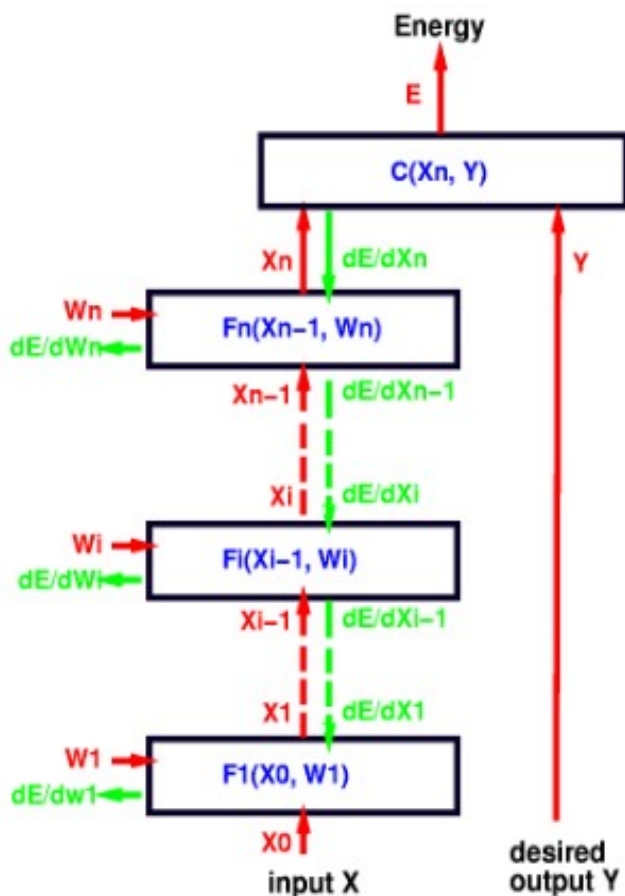 Energy
E
C(Xn, Y)
Xn dE/dXn Y
Wn
Fn(Xn-1, Wn)
dE/dWn
Xn-1 dE/dXn-1
Xi dE/dXi
Wi
Fi(Xi-1, Wi)
dE/dWi
Xi-1 dE/dXi-1
X1 dE/dX1
W1
F1(X0, W1)
dE/dw1
X0
input X
desired
output Y